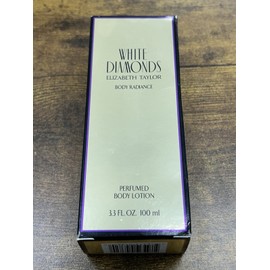 WHITE
DIAMONDS
ELIZABETH TAYLOR
BODY RADIANCE
PERFUMED
BODY LOTION
3.3 FL. OZ. 100 ml